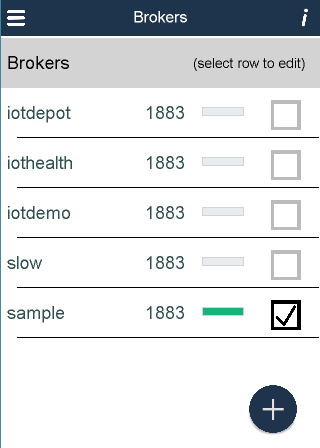 Brokers
Brokers (select row to edit)
iotdepot 1883
iothealth 1883
iotdemo 1883
slow 1883
sample 1883